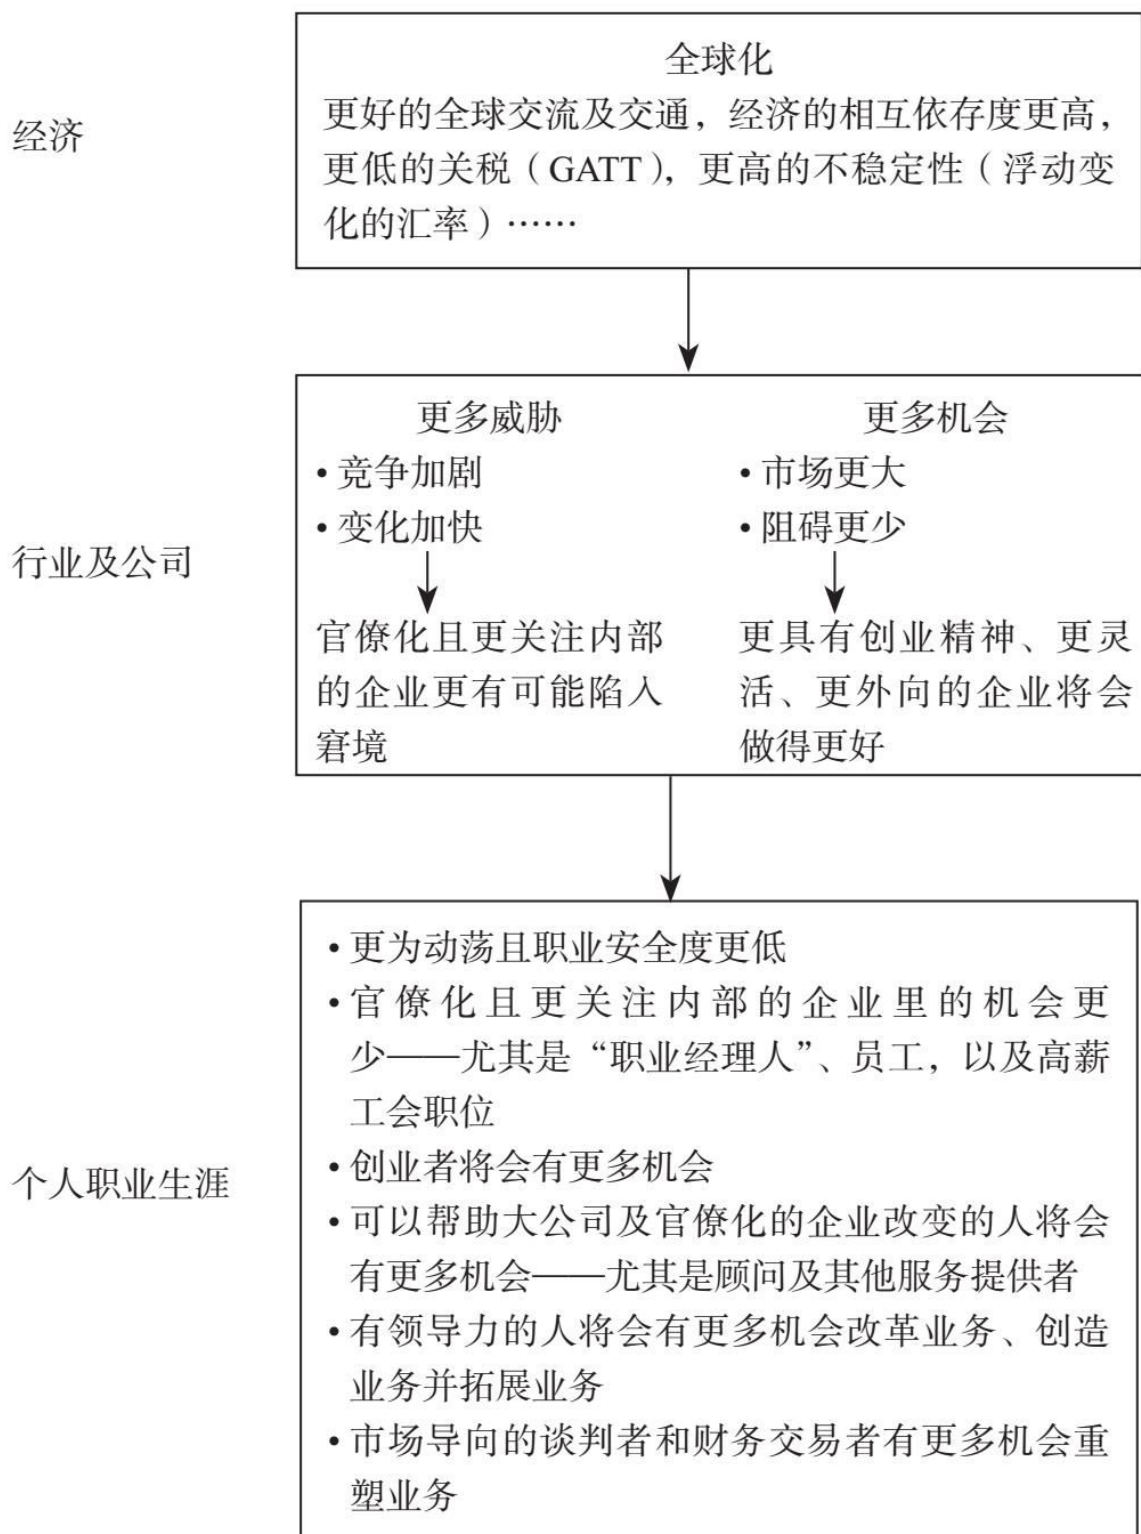 全球化
经济
更好的全球交流及交通，经济的相互依存度更高，
更低的关税（GATT），更高的不稳定性（浮动变
化的汇率）……
更多威胁
• 竞争加剧
• 变化加快
官僚化且更关注内部
的企业更有可能陷入
窘境
更多机会
• 市场更大
• 阻碍更少
更具有创业精神、更灵
活、更外向的企业将会
做得更好
行业及公司
• 更为动荡且职业安全度更低
• 官僚化且更关注内部的企业里的机会更
少——尤其是“职业经理人”、员工，以及高薪
工会职位
• 创业者将会有更多机会
个人职业生涯
• 可以帮助大公司及官僚化的企业改变的人将会
有更多机会——尤其是顾问及其他服务提供者
• 有领导力的人将会有更多机会改革业务、创造
业务并拓展业务
• 市场导向的谈判者和财务交易者有更多机会重
塑业务